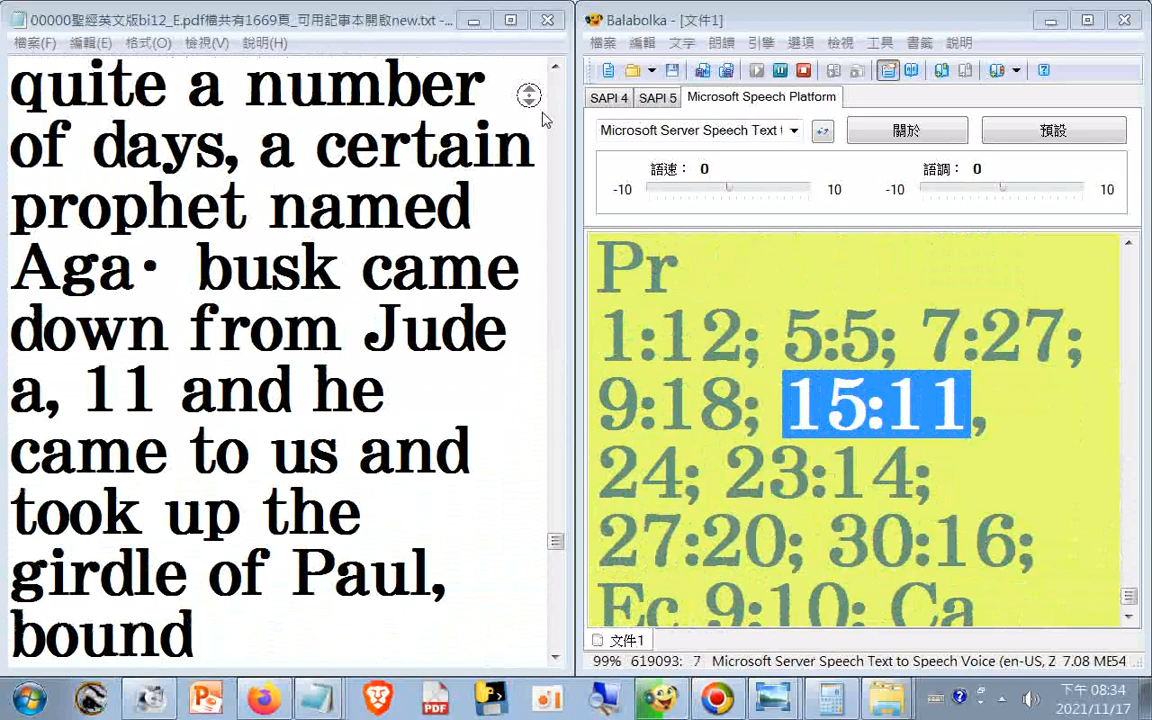 00000聖經英文版bi12_E.pdf檔共有1669頁_可用記事本開啟new.txt -...
檔案(F) 編輯(E) 格式(O) 檢視(V) 說明(H)
quite a number
of days, a certain
prophet named
Aga· busk came
down from Jude
a, 11 and he
came to us and
took up the
girdle of Paul,
bound
Balabolka - [文件1]
檔案 編輯 文字 朗讀 引擎 選項 檢視 工具 書籤 說明
SAPI 4 SAPI 5 Microsoft Speech Platform
Microsoft Server Speech Text t
關於 預設
語速： 0 語調： 0
-10 10 -10 10
Pr
1:12; 5:5; 7:27;
9:18; 15:11,
24; 23:14;
27:20; 30:16;
Ec 9:10; Ca
文件1
99% 619093: 7 Microsoft Server Speech Text to Speech Voice (en-US, Z 7.08 ME54
下午 08:34
2021/11/17